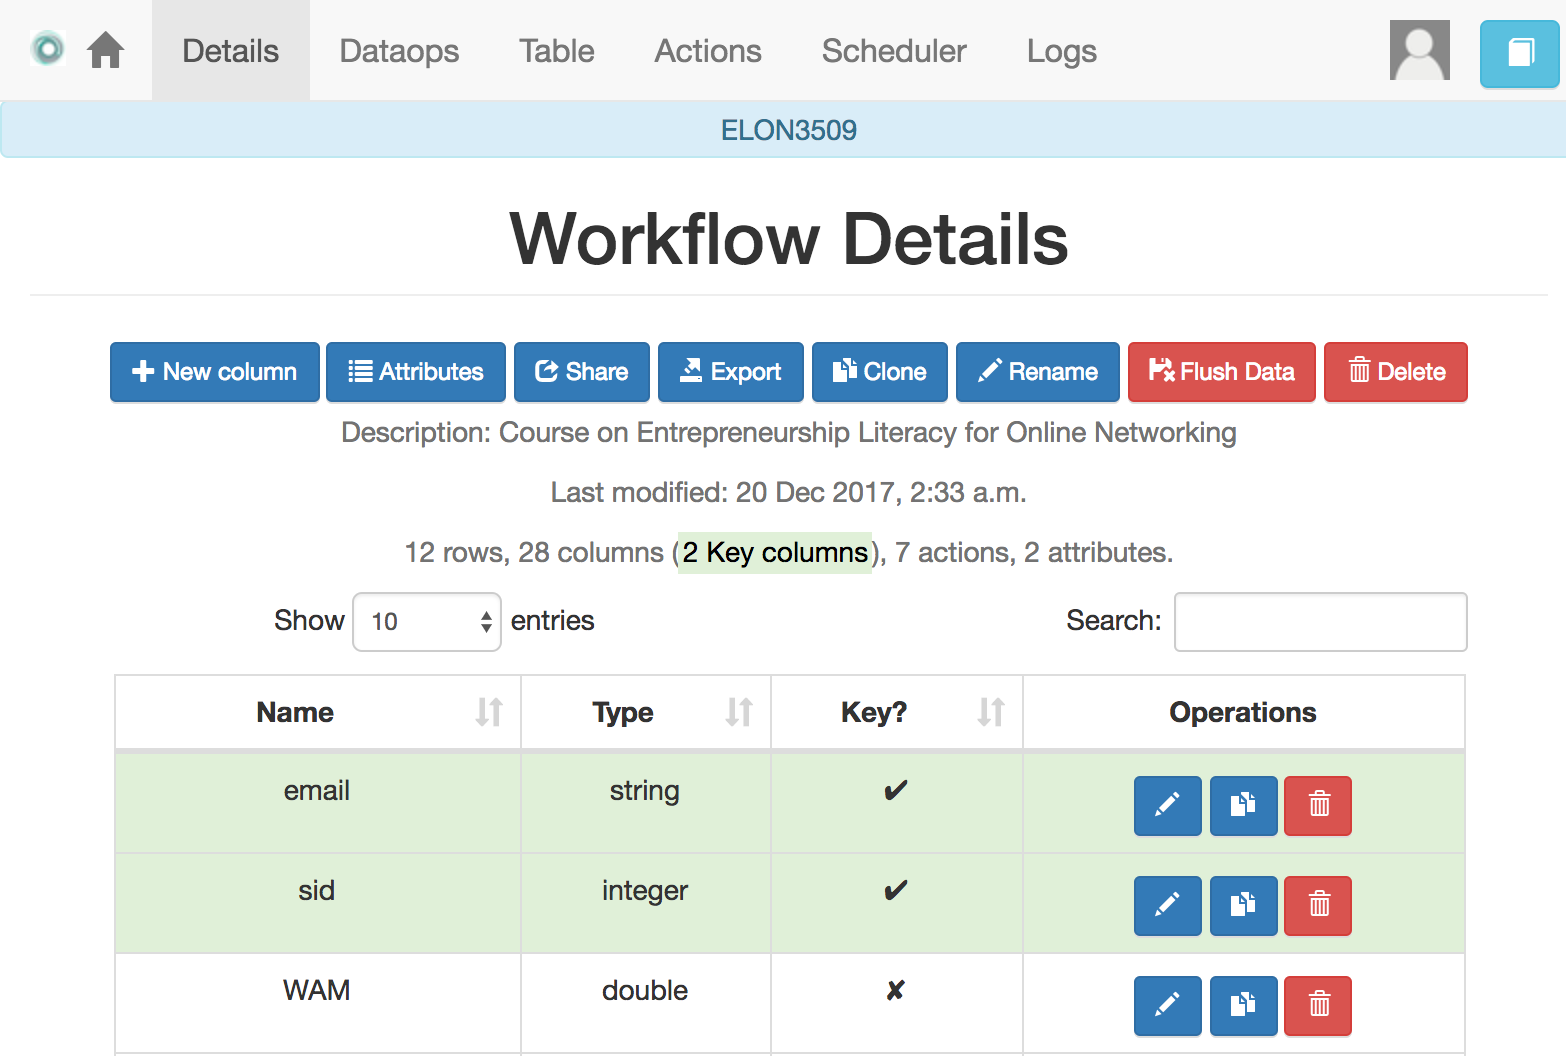 Details Dataops Table Actions Scheduler Logs
ELON3509
Workflow Details
New column Attributes Share Export Clone Rename Flush Data Delete
Description: Course on Entrepreneurship Literacy for Online Networking
Last modified: 20 Dec 2017, 2:33 a.m.
12 rows, 28 columns (2 Key columns), 7 actions, 2 attributes.
Show 10 entries Search:
Name Type Key? Operations
email string ✔
sid integer ✔
WAM double ✘